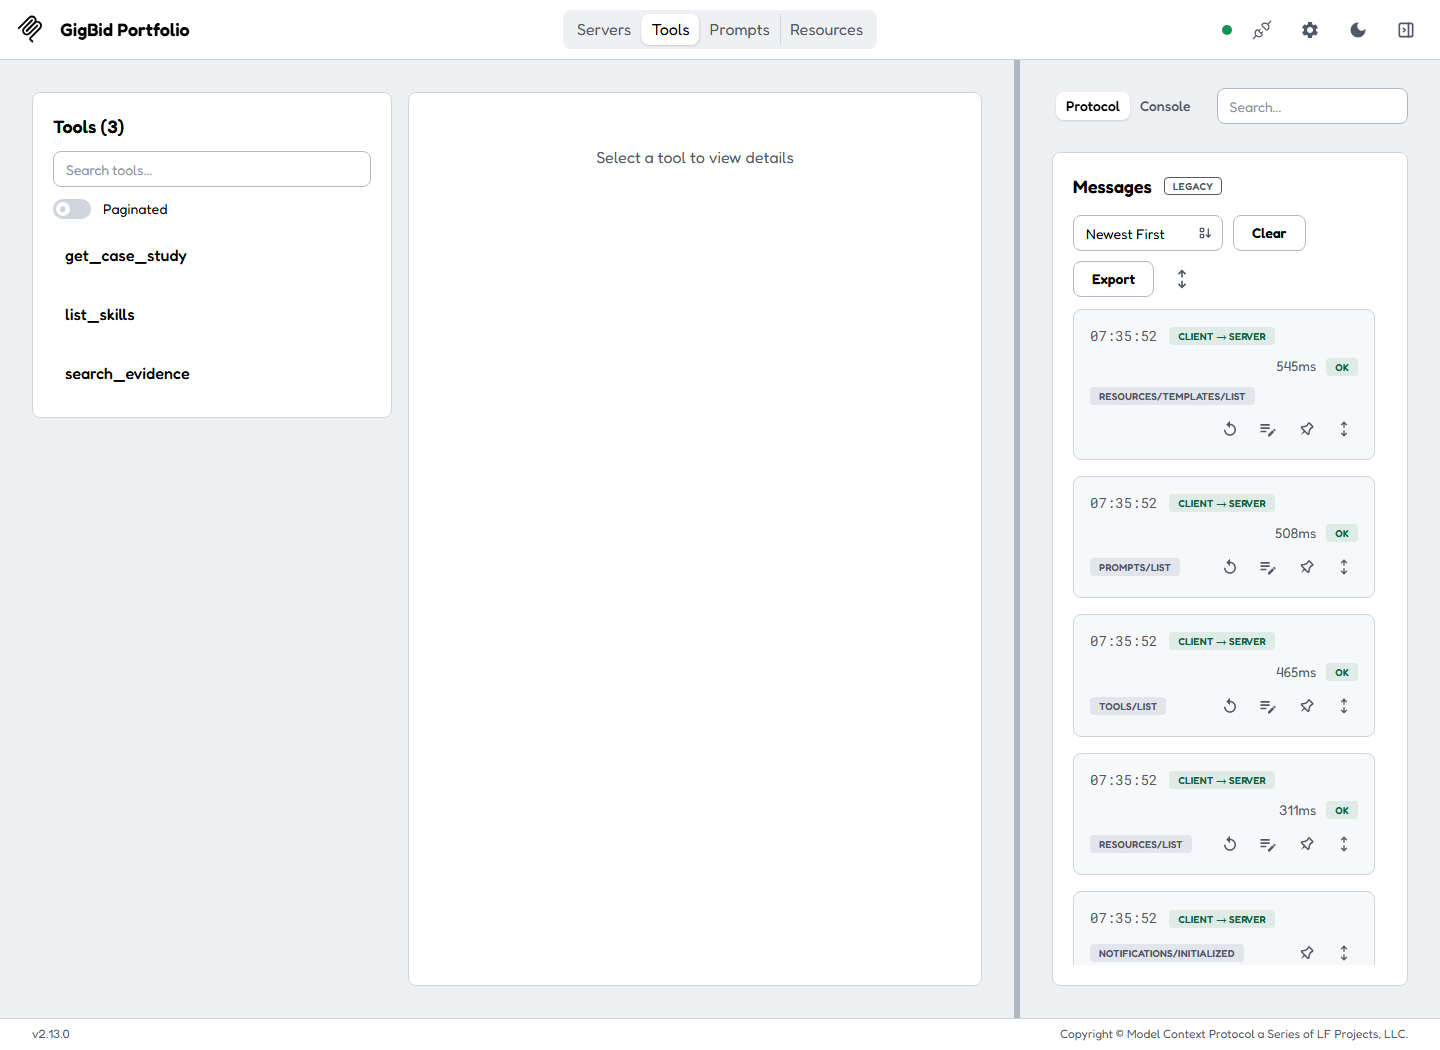 GigBid Portfolio
Servers
Tools
Prompts
Resources
Tools (3)
Search tools...
Paginated
get_case_study
list_skills
search_evidence
Select a tool to view details
Protocol
Console
Search...
Messages
LEGACY
Newest First
Clear
Export
07:35:52 CLIENT → SERVER
545ms OK
RESOURCES/TEMPLATES/LIST
07:35:52 CLIENT → SERVER
508ms OK
PROMPTS/LIST
07:35:52 CLIENT → SERVER
465ms OK
TOOLS/LIST
07:35:52 CLIENT → SERVER
311ms OK
RESOURCES/LIST
07:35:52 CLIENT → SERVER
NOTIFICATIONS/INITIALIZED
v2.13.0
Copyright © Model Context Protocol a Series of LF Projects, LLC.